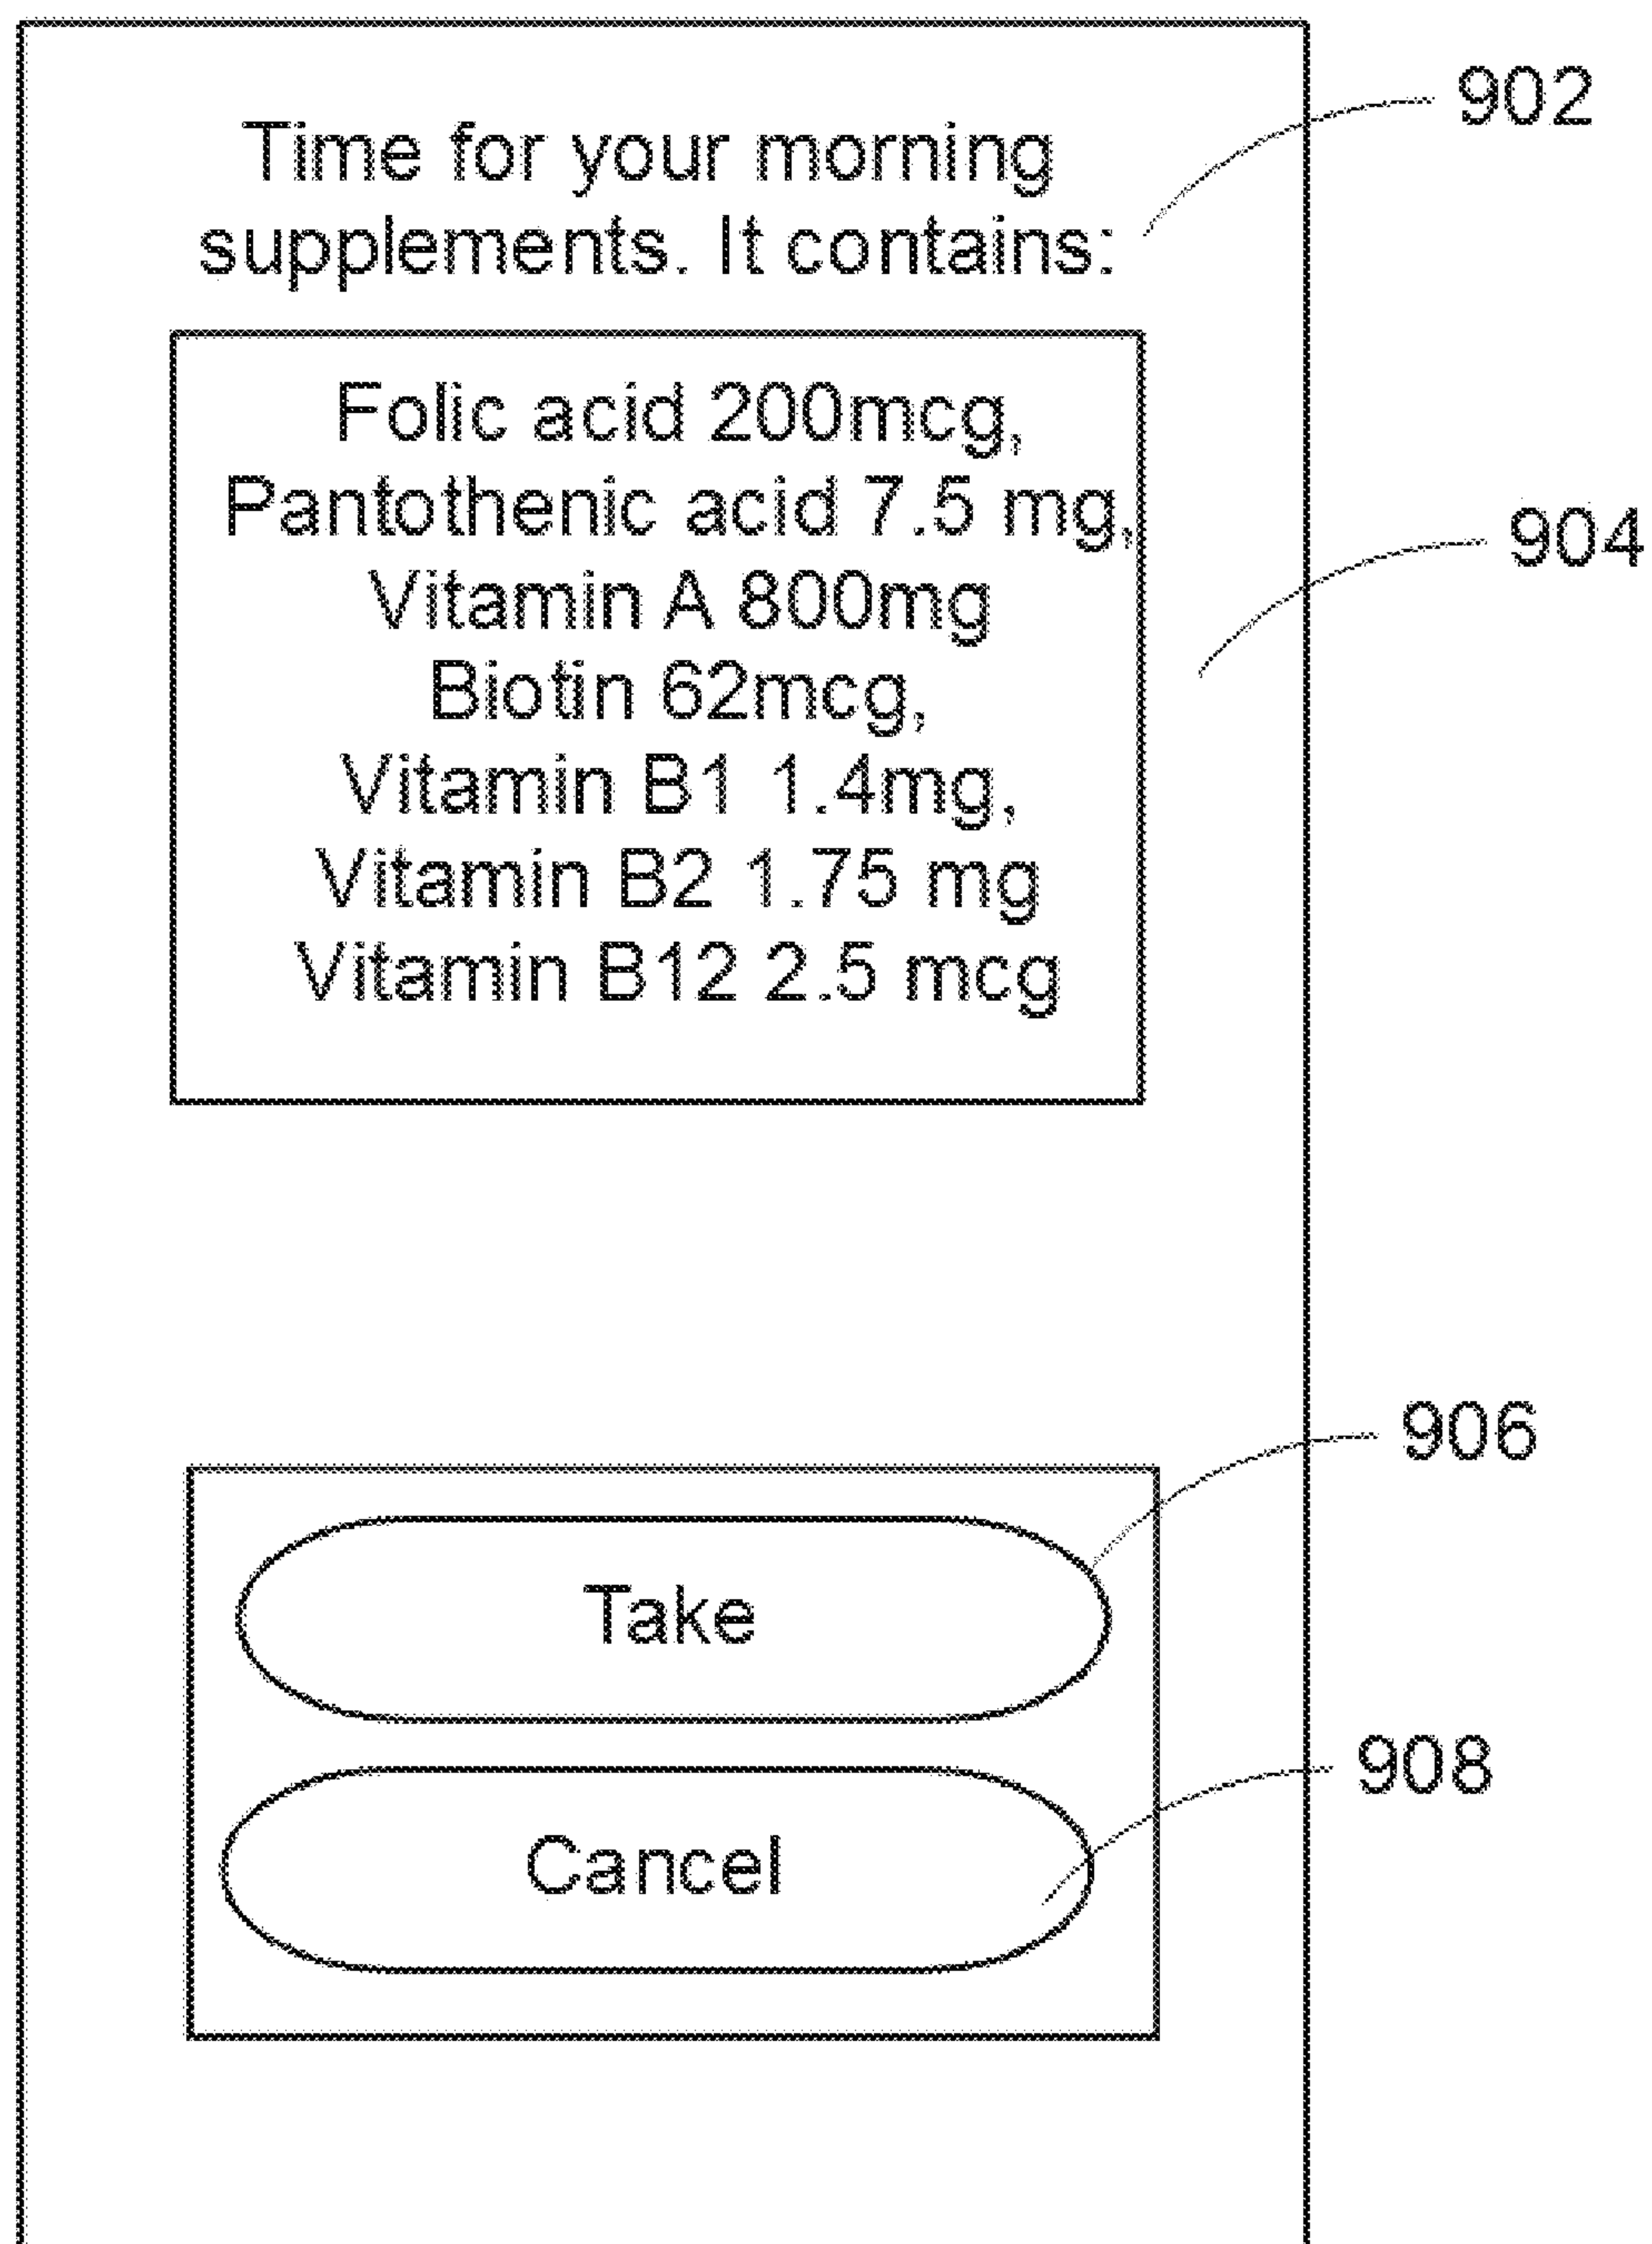 902
Time for your morning
supplements. It contains:
Folic acid 200mcg,
Pantothenic acid 7.5 mg,
904
Vitamin A 800mg
Biotin 62mcg,
Vitamin B1 1.4mg,
Vitamin B2 1.75 mg
Vitamin B12 2.5 mcg
906
Take
908
Cancel